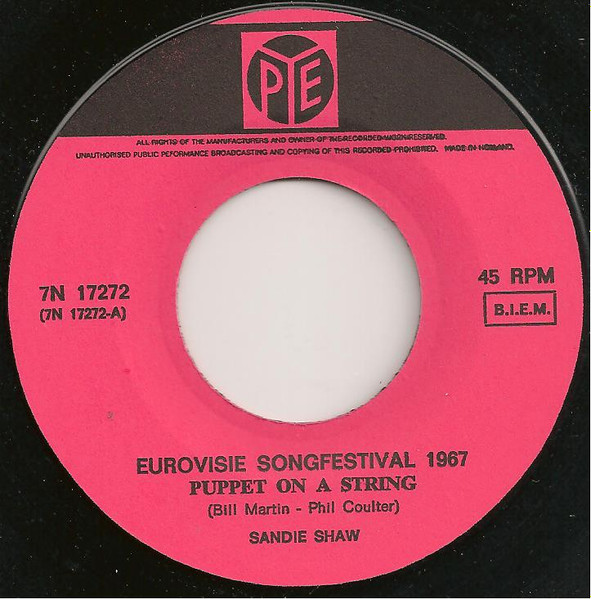 PYE
ALL RIGHTS OF THE MANUFACTURERS AND OWNER OF THE RECORDED WORK RESERVED.
UNAUTHORISED PUBLIC PEFORMANCE BROADCASTING AND COPYING OF THIS RECORDED PROHIBITED. MADE IN HOLLAND.
7N 17272
(7N 17272-A)
45 RPM
B.I.E.M.
EUROVISIE SONGFESTIVAL 1967
PUPPET ON A STRING
(Bill Martin - Phil Coulter)
SANDIE SHAW